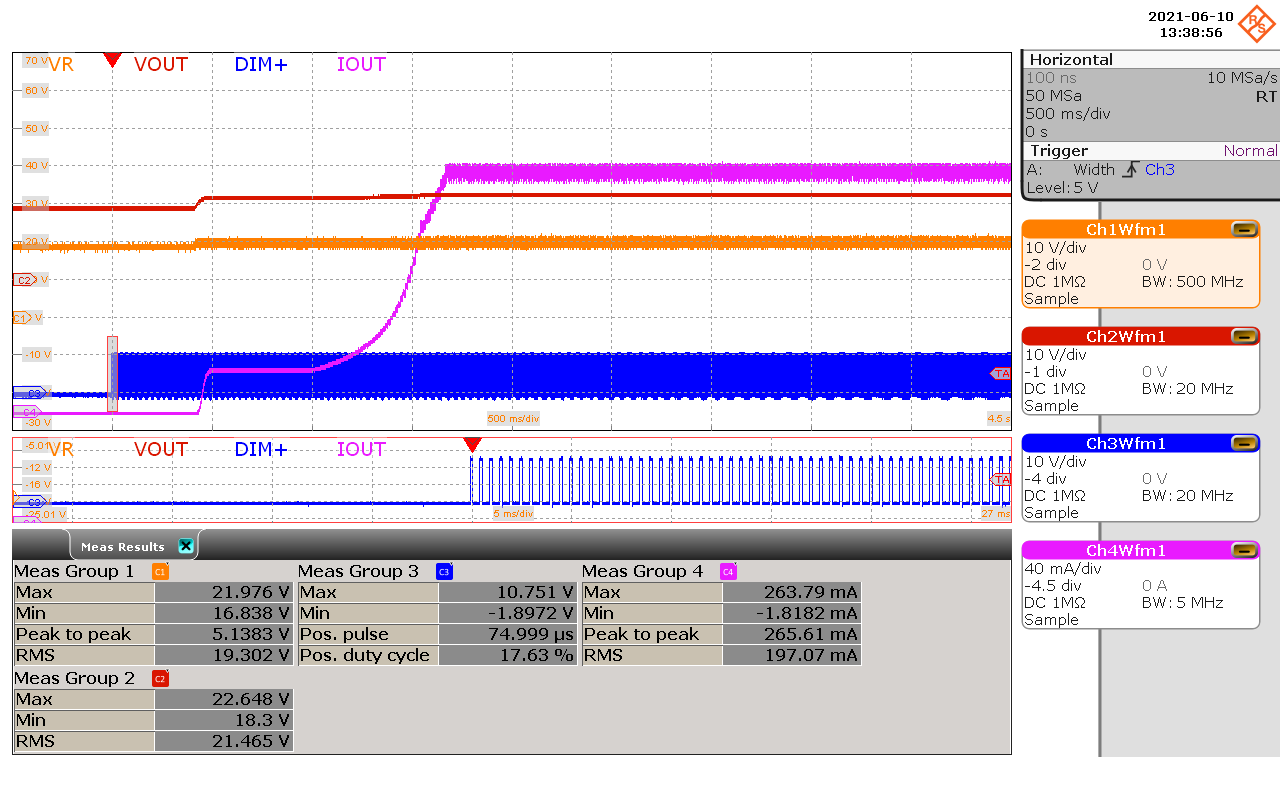 2021-06-10
13:38:56
R S
70 V VR VOUT DIM+ IOUT
60 V
50 V
40 V
30 V
20 V
C2 V
C1 V
-10 V
C3
C4
-30 V
500 ms/div
4.5 s
TA
-5.01 VR VOUT DIM+ IOUT
-12 V
-16 V
C3
-25.01 V
5 ms/div
27 ms
TA
Horizontal
100 ns 10 MSa/s
50 MSa RT
500 ms/div
0 s
Trigger Normal
A: Width Ch3
Level: 5 V
Ch1Wfm1
10 V/div
-2 div 0 V
DC 1MΩ BW: 500 MHz
Sample
Ch2Wfm1
10 V/div
-1 div 0 V
DC 1MΩ BW: 20 MHz
Sample
Ch3Wfm1
10 V/div
-4 div 0 V
DC 1MΩ BW: 20 MHz
Sample
Ch4Wfm1
40 mA/div
-4.5 div 0 A
DC 1MΩ BW: 5 MHz
Sample
Meas Results
Meas Group 1 C1
Max 21.976 V
Min 16.838 V
Peak to peak 5.1383 V
RMS 19.302 V
Meas Group 3 C3
Max 10.751 V
Min -1.8972 V
Pos. pulse 74.999 µs
Pos. duty cycle 17.63 %
Meas Group 4 C4
Max 263.79 mA
Min -1.8182 mA
Peak to peak 265.61 mA
RMS 197.07 mA
Meas Group 2 C2
Max 22.648 V
Min 18.3 V
RMS 21.465 V